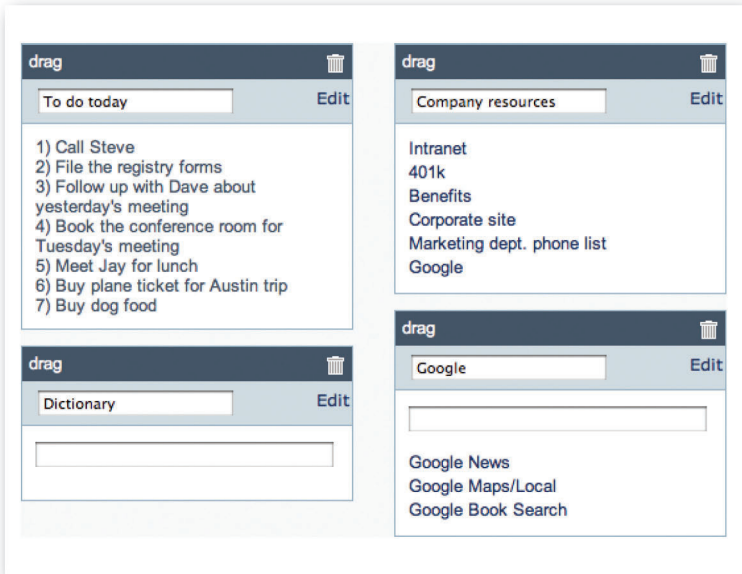 drag
To do today
Edit
1) Call Steve
2) File the registry forms
3) Follow up with Dave about
yesterday's meeting
4) Book the conference room for
Tuesday's meeting
5) Meet Jay for lunch
6) Buy plane ticket for Austin trip
7) Buy dog food
drag
Dictionary
Edit
drag
Company resources
Edit
Intranet
401k
Benefits
Corporate site
Marketing dept. phone list
Google
drag
Google
Edit
Google News
Google Maps/Local
Google Book Search